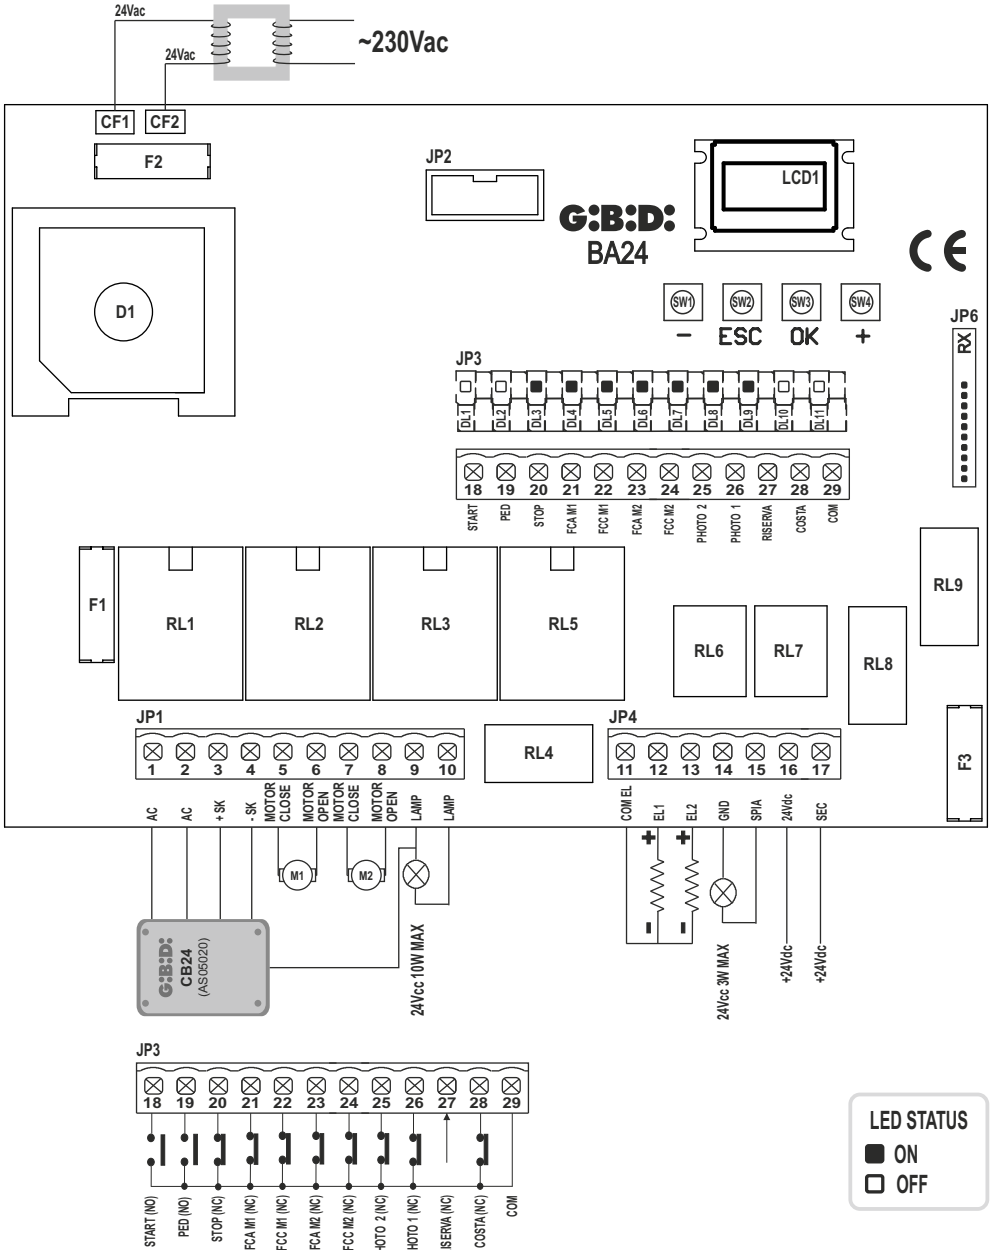 24Vac
24Vac
~230Vac
CF1
CF2
F2
JP2
LCD1
G:B:D:
BA24
CE
D1
SW1
SW2
SW3
SW4
-
ESC
OK
+
JP6
RX
JP3
DL1
DL2
DL3
DL4
DL5
DL6
DL7
DL8
DL9
DL10
DL11
18
19
20
21
22
23
24
25
26
27
28
29
START
PED
STOP
FCA M1
FCC M1
FCA M2
FCC M2
PHOTO 2
PHOTO 1
RISERVA
COSTA
COM
F1
RL1
RL2
RL3
RL5
RL6
RL7
RL8
RL9
JP1
JP4
RL4
F3
1
2
3
4
5
6
7
8
9
10
11
12
13
14
15
16
17
AC
AC
+ SK
- SK
MOTOR
CLOSE
MOTOR
OPEN
MOTOR
CLOSE
MOTOR
OPEN
LAMP
LAMP
COM EL
EL1
EL2
GND
SPIA
24Vdc
SEC
M1
M2
+
+
-
-
G:B:D:
CB24
(AS05020)
24Vcc 10W MAX
24Vcc 3W MAX
+24Vdc
+24Vdc
JP3
18
19
20
21
22
23
24
25
26
27
28
29
START (NO)
PED (NO)
STOP (NC)
FCA M1 (NC)
FCC M1 (NC)
FCA M2 (NC)
FCC M2 (NC)
HOTO 2 (NC)
HOTO 1 (NC)
ISERVA (NC)
COSTA (NC)
COM
LED STATUS
ON
OFF